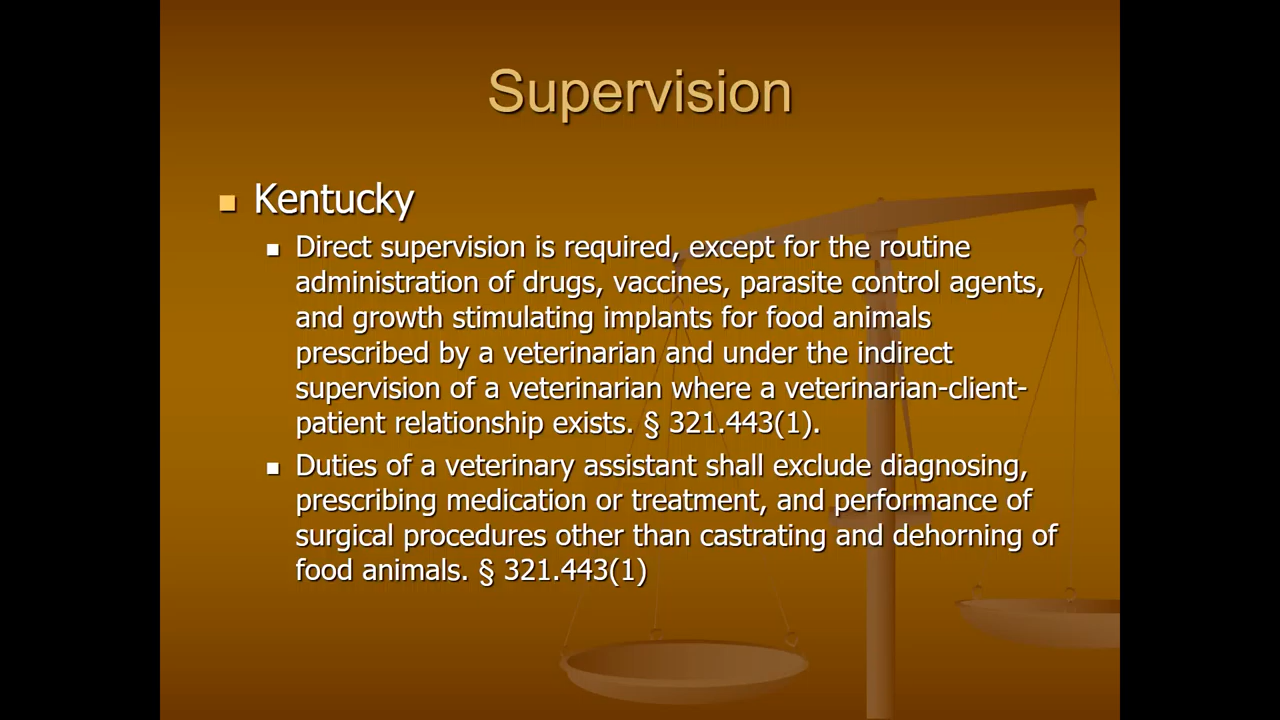 Supervision
Kentucky
Direct supervision is required, except for the routine
administration of drugs, vaccines, parasite control agents,
and growth stimulating implants for food animals
prescribed by a veterinarian and under the indirect
supervision of a veterinarian where a veterinarian-client-
patient relationship exists. § 321.443(1).
Duties of a veterinary assistant shall exclude diagnosing,
prescribing medication or treatment, and performance of
surgical procedures other than castrating and dehorning of
food animals. § 321.443(1)